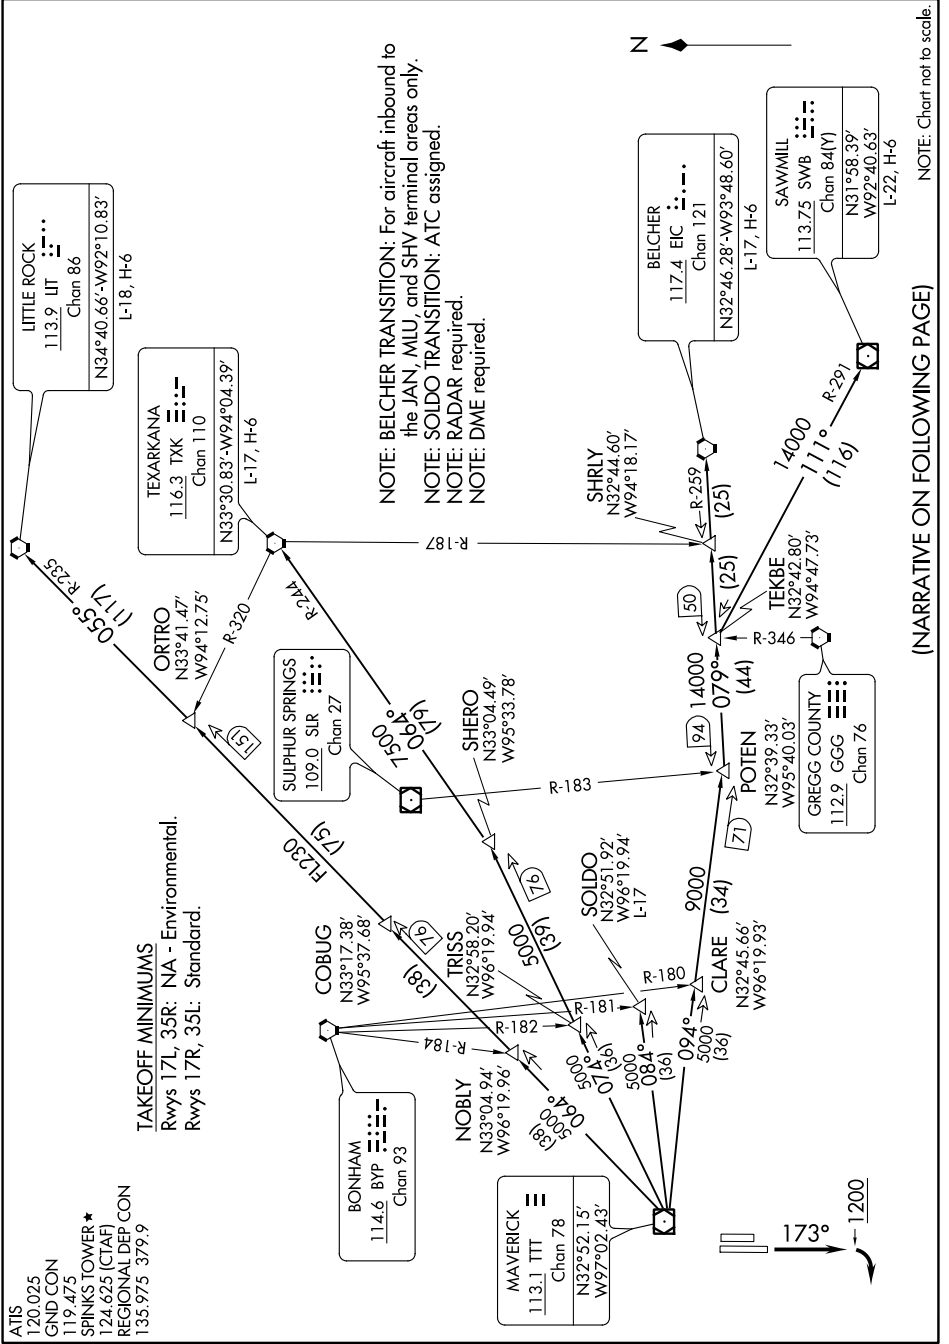 ATIS
120.025
GND CON
119.475
SPINKS TOWER★
124.625 (CTAF)
REGIONAL DEP CON
135.975 379.9
TAKEOFF MINIMUMS
Rwys 17L, 35R: NA - Environmental.
Rwys 17R, 35L: Standard.
LITTLE ROCK
113.9 LIT
Chan 86
N34°40.66'-W92°10.83'
L-18, H-6
TEXARKANA
116.3 TXK
Chan 110
N33°30.83'-W94°04.39'
L-17, H-6
R-235
055°
(117)
ORTRO
N33°41.47'
W94°12.75'
R-320
R-244
151
FL230
(75)
SULPHUR SPRINGS
109.0 SLR
Chan 27
7500
064°
(79)
SHERO
N33°04.49'
W95°33.78'
COBUG
N33°17.38'
W95°37.68'
76
(38)
BONHAM
114.6 BYP
Chan 93
R-184
R-182
R-181
R-180
NOBLY
N33°04.94'
W96°19.96'
TRISS
N32°58.20'
W96°19.94'
5000
(39)
76
SOLDO
N32°51.92'
W96°19.94'
L-17
064°
5000
(38)
5000
074°
(36)
5000
084°
(36)
094°
5000
(36)
CLARE
N32°45.66'
W96°19.93'
9000
(34)
71
R-183
POTEN
N32°39.33'
W95°40.03'
94
14000
079°
(44)
50
R-346
GREGG COUNTY
112.9 GGG
Chan 76
TEKBE
N32°42.80'
W94°47.73'
(25)
SHRLY
N32°44.60'
W94°18.17'
R-187
R-259
(25)
BELCHER
117.4 EIC
Chan 121
N32°46.28'-W93°48.60'
L-17, H-6
14000
111°
(116)
R-291
SAWMILL
113.75 SWB
Chan 84(Y)
N31°58.39'
W92°40.63'
L-22, H-6
MAVERICK
113.1 TTT
Chan 78
N32°52.15'
W97°02.43'
173°
1200
NOTE: BELCHER TRANSITION: For aircraft inbound to
the JAN, MLU, and SHV terminal areas only.
NOTE: SOLDO TRANSITION: ATC assigned.
NOTE: RADAR required.
NOTE: DME required.
N
NOTE: Chart not to scale.
(NARRATIVE ON FOLLOWING PAGE)